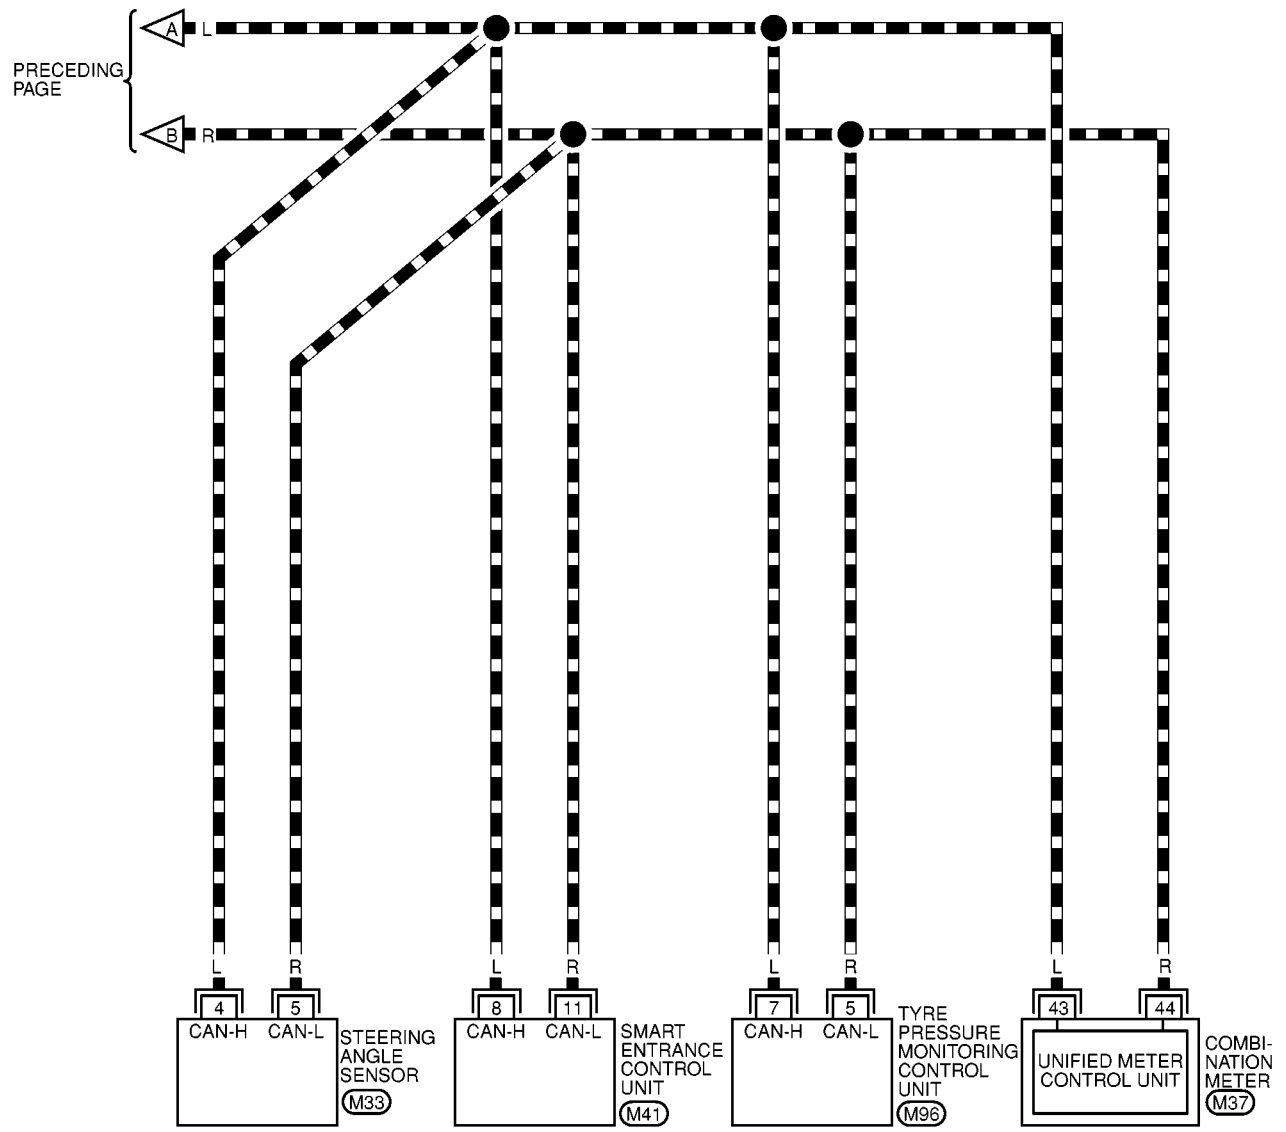 A L
PRECEDING
PAGE
B R
L R L R L R L R
4 5 8 11 7 5 43 44
CAN-H CAN-L
STEERING
ANGLE
SENSOR
M33
CAN-H CAN-L
SMART
ENTRANCE
CONTROL
UNIT
M41
CAN-H CAN-L
TYRE
PRESSURE
MONITORING
CONTROL
UNIT
M96
UNIFIED METER
CONTROL UNIT
COMBI-
NATION
METER
M37